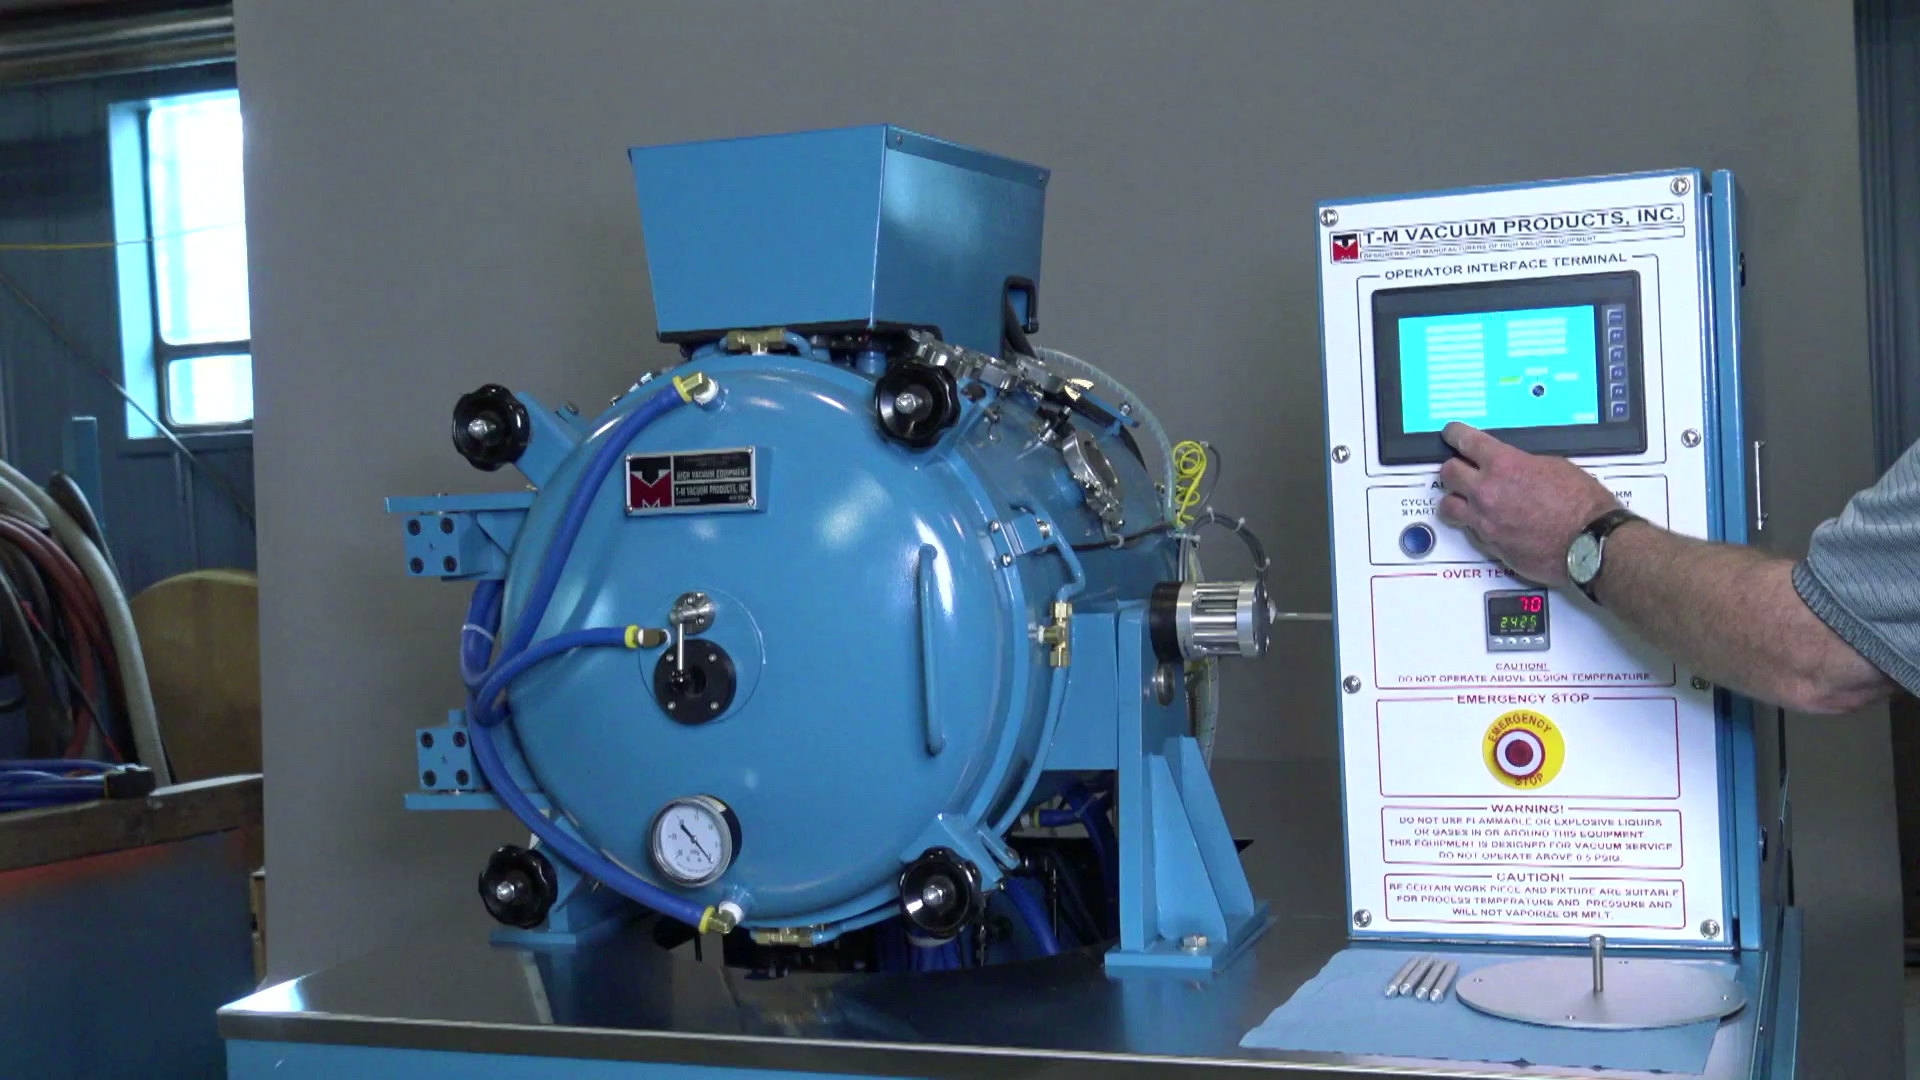 HIGH VACUUM EQUIPMENT
T-M VACUUM PRODUCTS, INC.
TM
T-M VACUUM PRODUCTS, INC.
DESIGNERS AND MANUFACTURERS OF HIGH VACUUM EQUIPMENT
OPERATOR INTERFACE TERMINAL
CYCLE
START
OVER TEM
70
2425
CAUTION!
DO NOT OPERATE ABOVE DESIGN TEMPERATURE
EMERGENCY STOP
EMERGENCY
STOP
WARNING!
DO NOT USE FLAMMABLE OR EXPLOSIVE LIQUIDS
OR GASES IN OR AROUND THIS EQUIPMENT.
THIS EQUIPMENT IS DESIGNED FOR VACUUM SERVICE
DO NOT OPERATE ABOVE 0.5 PSIG.
CAUTION!
BE CERTAIN WORK PIECE AND FIXTURE ARE SUITABLE
FOR PROCESS TEMPERATURE AND PRESSURE AND
WILL NOT VAPORIZE OR MELT.